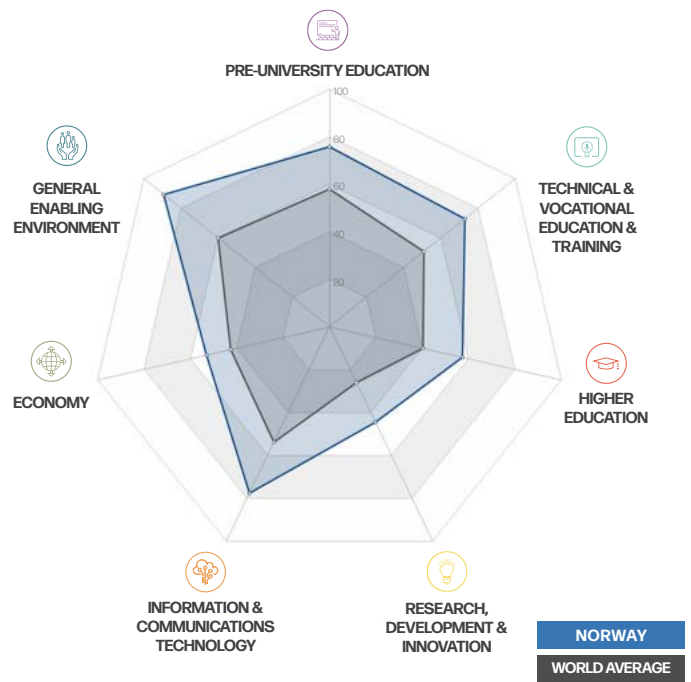 PRE-UNIVERSITY EDUCATION
100
80
60
40
20
GENERAL
ENABLING
ENVIRONMENT
TECHNICAL &
VOCATIONAL
EDUCATION &
TRAINING
ECONOMY
HIGHER
EDUCATION
INFORMATION &
COMMUNICATIONS
TECHNOLOGY
RESEARCH,
DEVELOPMENT &
INNOVATION
NORWAY
WORLD AVERAGE